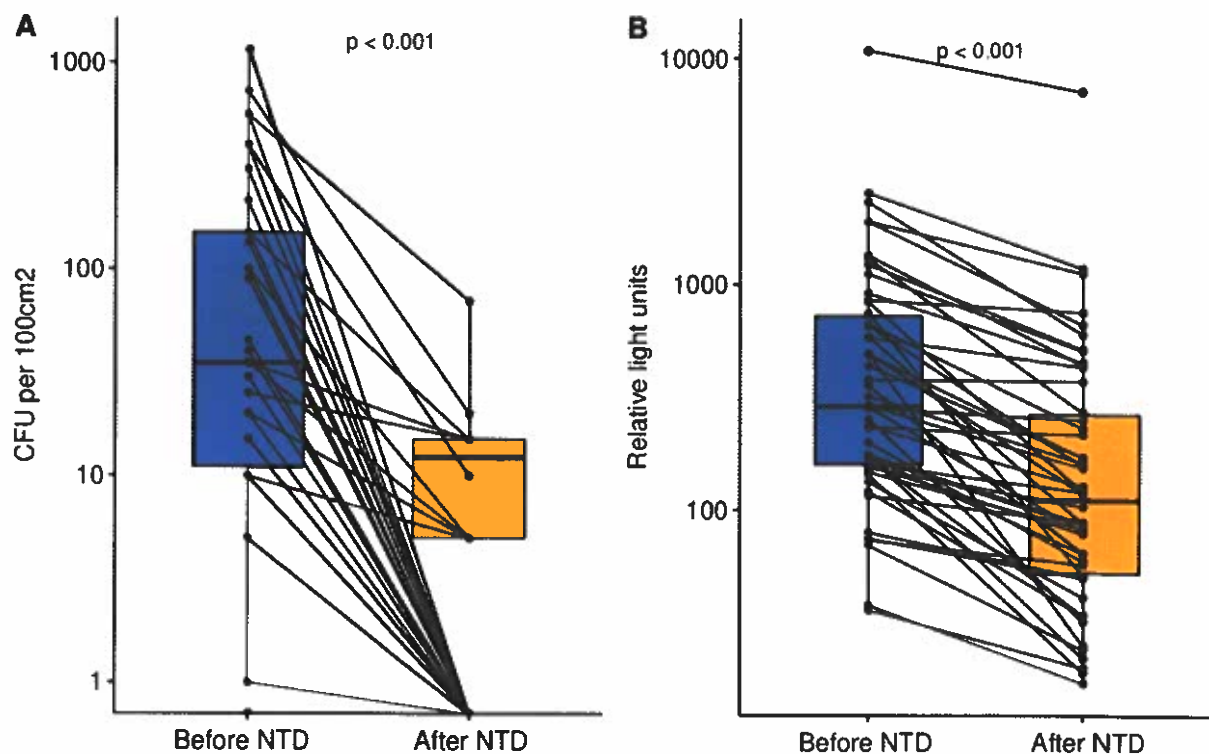 A
p < 0.001
CFU per 100cm2
1000
100
10
1
Before NTD
After NTD
B
p < 0.001
Relative light units
10000
1000
100
Before NTD
After NTD